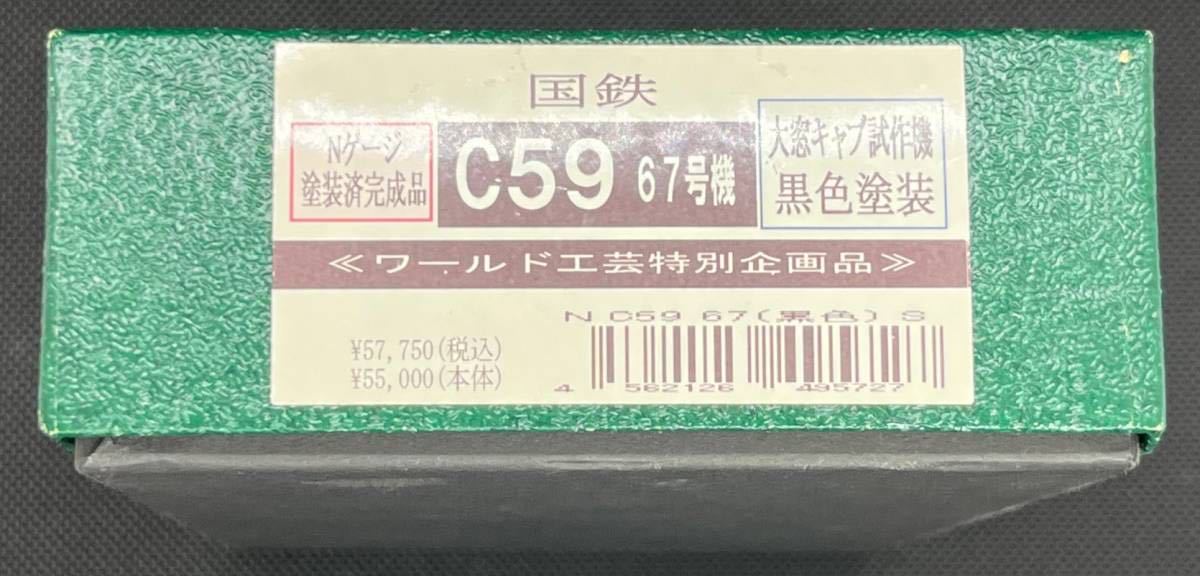 国鉄
Nゲージ
塗装済完成品
C59 67号機
大窓キャブ試作機
黒色塗装
≪ワールド工芸特別企画品≫
N C59 67(黒色) S
¥57,750(税込)
¥55,000(本体)
4 562126 495727